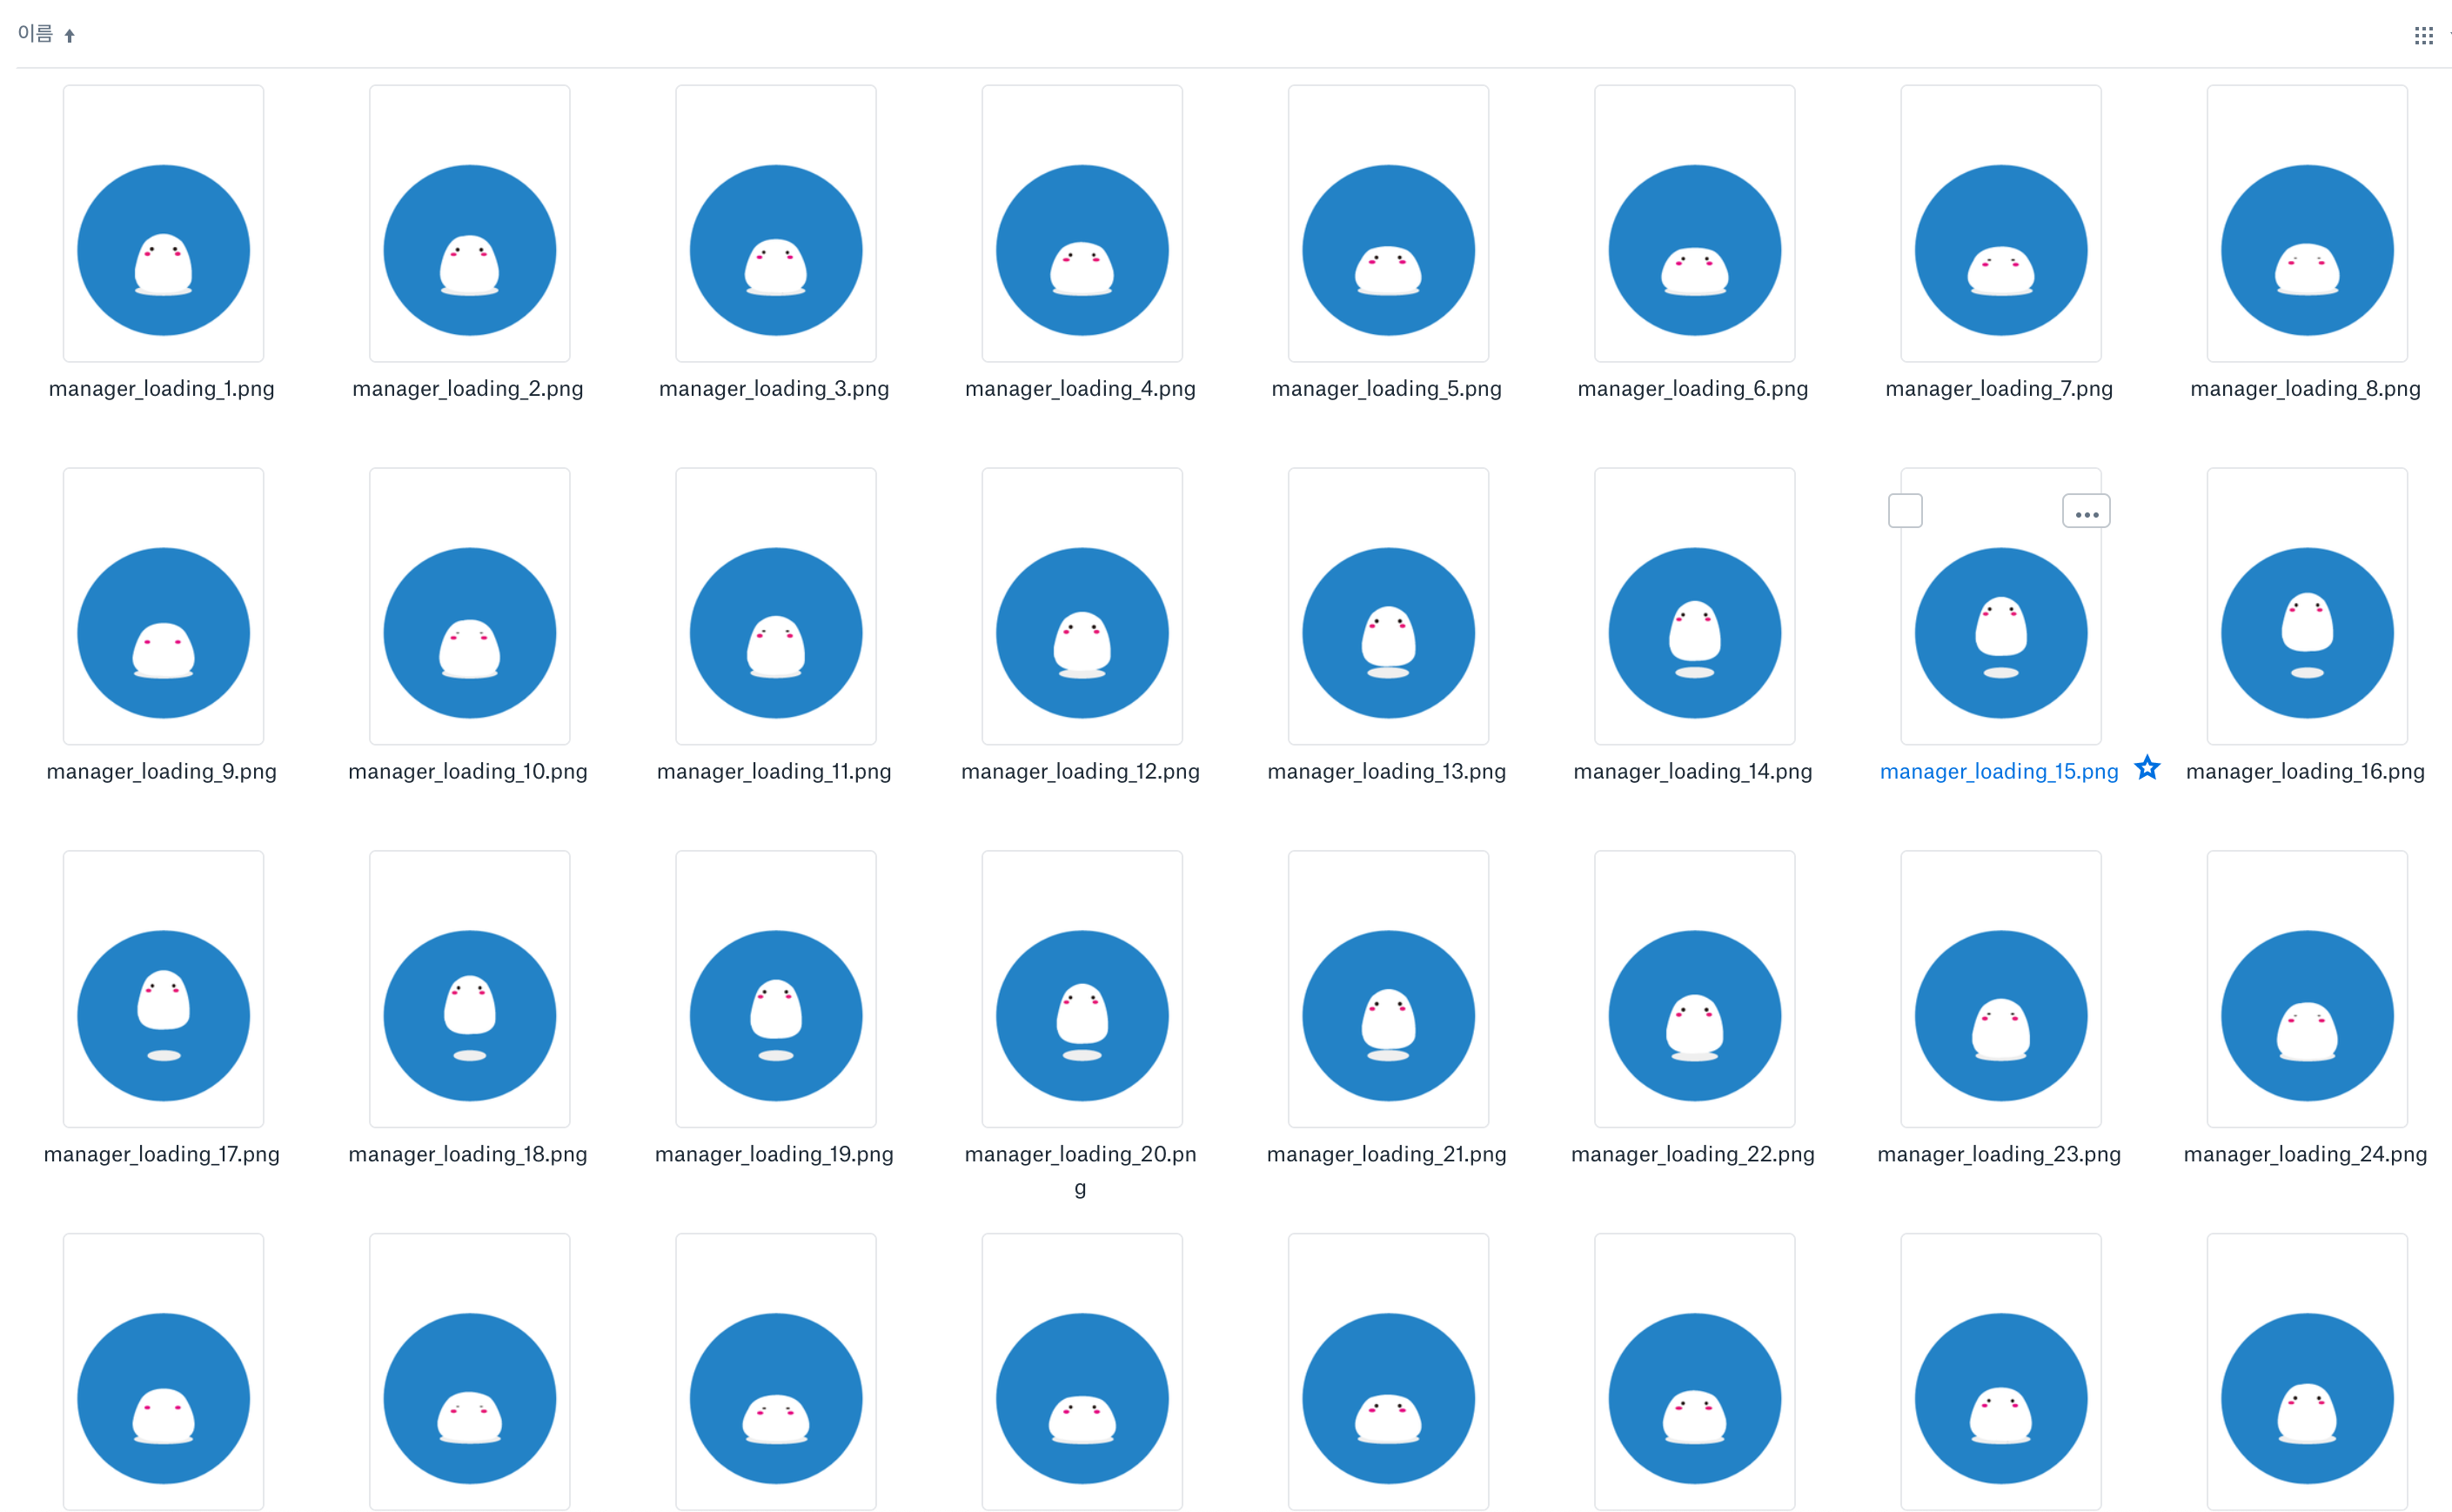 이름
manager_loading_1.png
manager_loading_2.png
manager_loading_3.png
manager_loading_4.png
manager_loading_5.png
manager_loading_6.png
manager_loading_7.png
manager_loading_8.png
manager_loading_9.png
manager_loading_10.png
manager_loading_11.png
manager_loading_12.png
manager_loading_13.png
manager_loading_14.png
manager_loading_15.png
manager_loading_16.png
manager_loading_17.png
manager_loading_18.png
manager_loading_19.png
manager_loading_20.pn
g
manager_loading_21.png
manager_loading_22.png
manager_loading_23.png
manager_loading_24.png